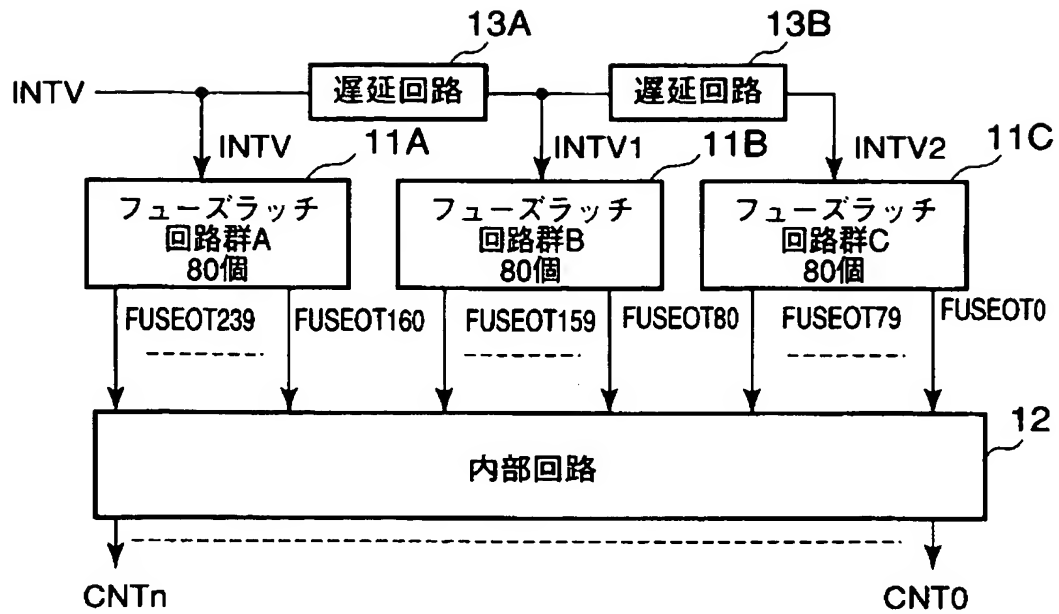 13A
13B
INTV
遅延回路
遅延回路
INTV
11A
INTV1
11B
INTV2
11C
フューズラッチ
回路群A
80個
フューズラッチ
回路群B
80個
フューズラッチ
回路群C
80個
FUSEOT239
FUSEOT160
FUSEOT159
FUSEOT80
FUSEOT79
FUSEOT0
12
内部回路
CNTn
CNT0